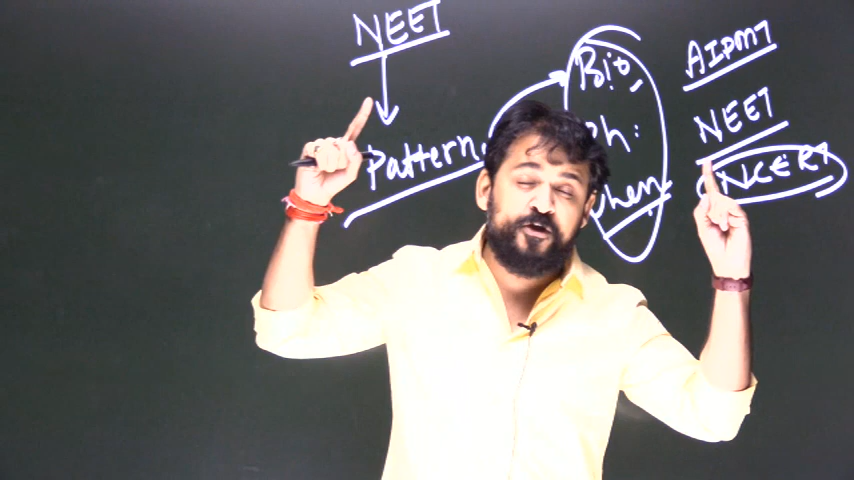 NEET
Pattern
Bio,
Ph:
Chem
AIPMT
NEET
NCERT